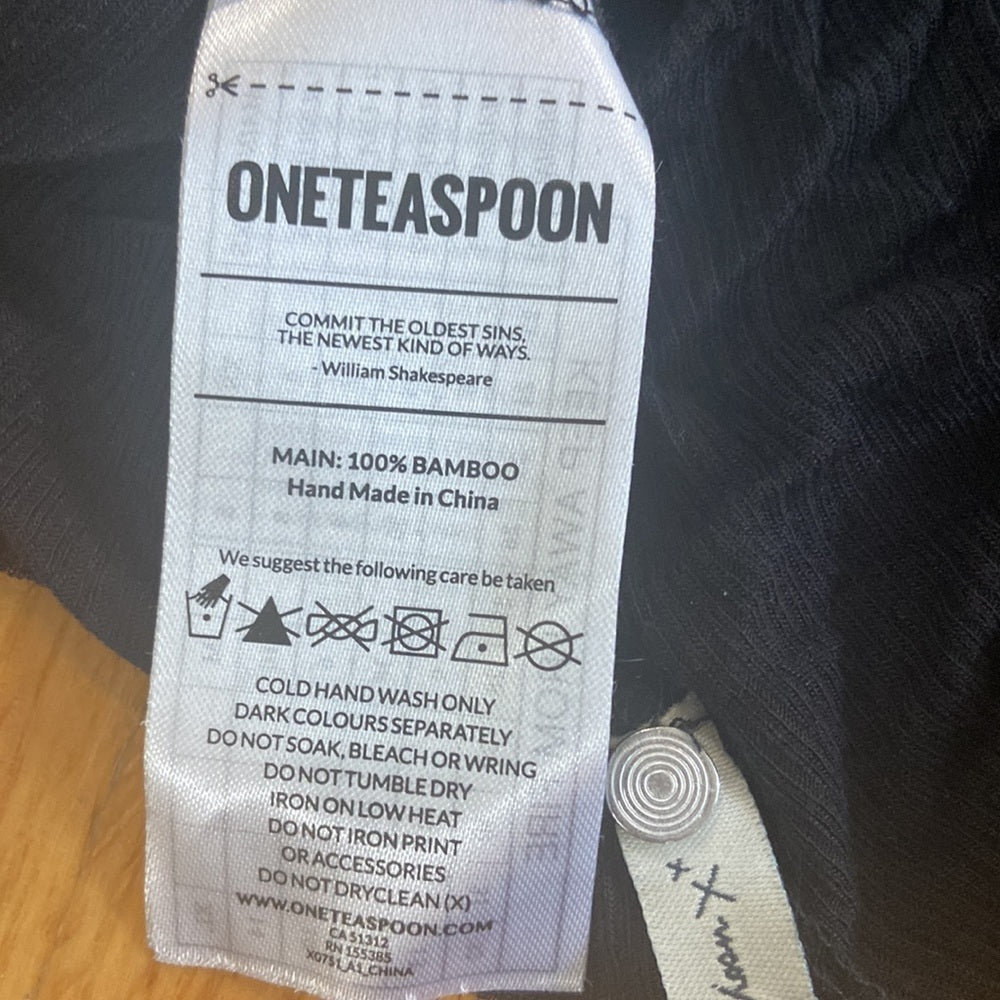 ONETEASPOON
COMMIT THE OLDEST SINS,
THE NEWEST KIND OF WAYS.
- William Shakespeare
MAIN: 100% BAMBOO
Hand Made in China
We suggest the following care be taken
COLD HAND WASH ONLY
DARK COLOURS SEPARATELY
DO NOT SOAK, BLEACH OR WRING
DO NOT TUMBLE DRY
IRON ON LOW HEAT
DO NOT IRON PRINT
OR ACCESSORIES
DO NOT DRYCLEAN (X)
WWW.ONETEASPOON.COM
CA 51312
RN 155385
XG751_A1_CHINA